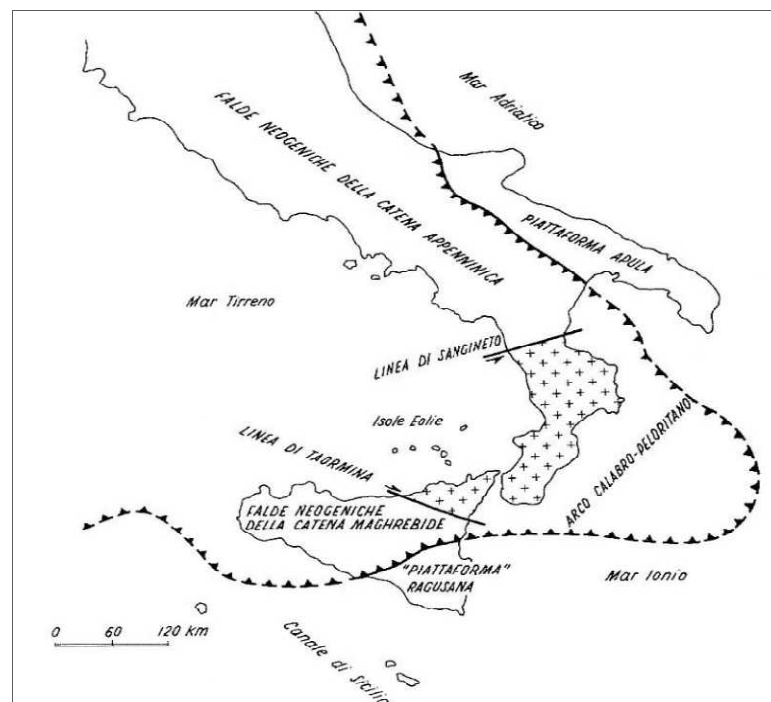 Mar Adriatico
FALDE NEOGENICHE DELLA CATENA APPENNINICA
PIATTAFORMA APULA
Mar Tirreno
LINEA DI SANGINETO
Isole Eolie
LINEA DI TAORMINA
ARCO CALABRO-PELORITANO
FALDE NEOGENICHE
DELLA CATENA MAGHREBIDE
"PIATTAFORMA"
RAGUSANA
Mar Ionio
0 60 120 KM
Canale di Sicilia